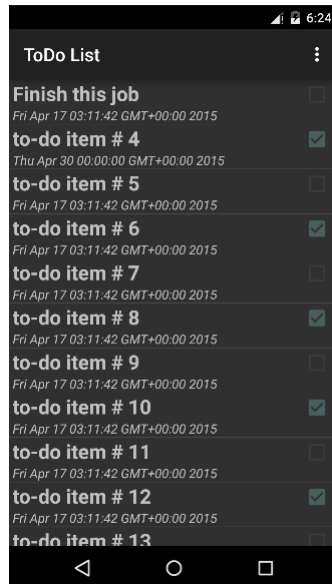 6:24
ToDo List
Finish this job
Fri Apr 17 03:11:42 GMT+00:00 2015
to-do item # 4
Thu Apr 30 00:00:00 GMT+00:00 2015
to-do item # 5
Fri Apr 17 03:11:42 GMT+00:00 2015
to-do item # 6
Fri Apr 17 03:11:42 GMT+00:00 2015
to-do item # 7
Fri Apr 17 03:11:42 GMT+00:00 2015
to-do item # 8
Fri Apr 17 03:11:42 GMT+00:00 2015
to-do item # 9
Fri Apr 17 03:11:42 GMT+00:00 2015
to-do item # 10
Fri Apr 17 03:11:42 GMT+00:00 2015
to-do item # 11
Fri Apr 17 03:11:42 GMT+00:00 2015
to-do item # 12
Fri Apr 17 03:11:42 GMT+00:00 2015
to-do item # 13